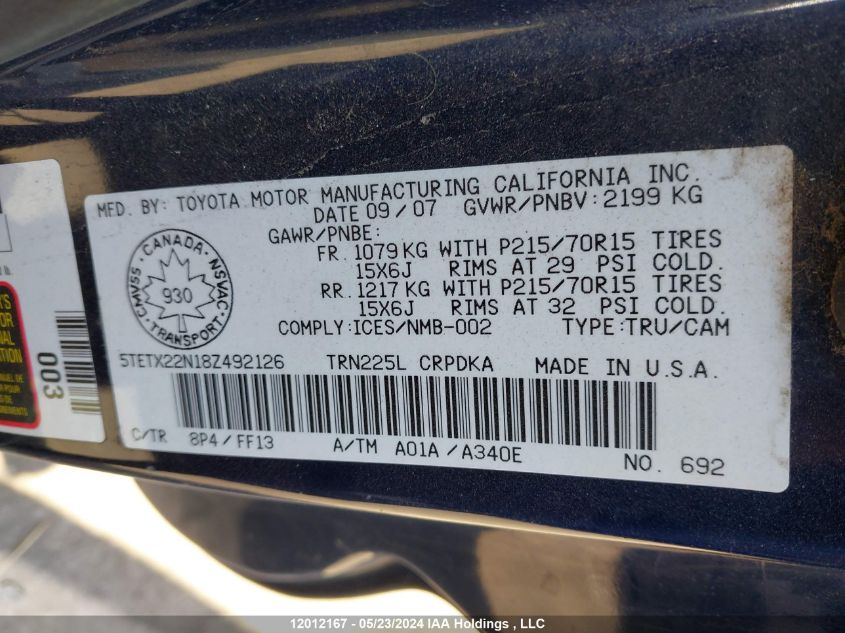 MFD. BY: TOYOTA MOTOR MANUFACTURING CALIFORNIA INC.
DATE 09/07 GVWR/PNBV: 2199 KG
GAWR/PNBE:
FR. 1079 KG WITH P215/70R15 TIRES
15X6J RIMS AT 29 PSI COLD.
RR. 1217 KG WITH P215/70R15 TIRES
15X6J RIMS AT 32 PSI COLD.
COMPLY: ICES/NMB-002 TYPE: TRU/CAM
CANADA
CMVSS NSVAC
930
TRANSPORT
5TETX22N18Z492126 TRN225L CRPDKA MADE IN U.S.A.
C/TR 8P4/FF13 A/TM A01A/A340E NO. 692
003
12012167 - 05/23/2024 IAA Holdings , LLC